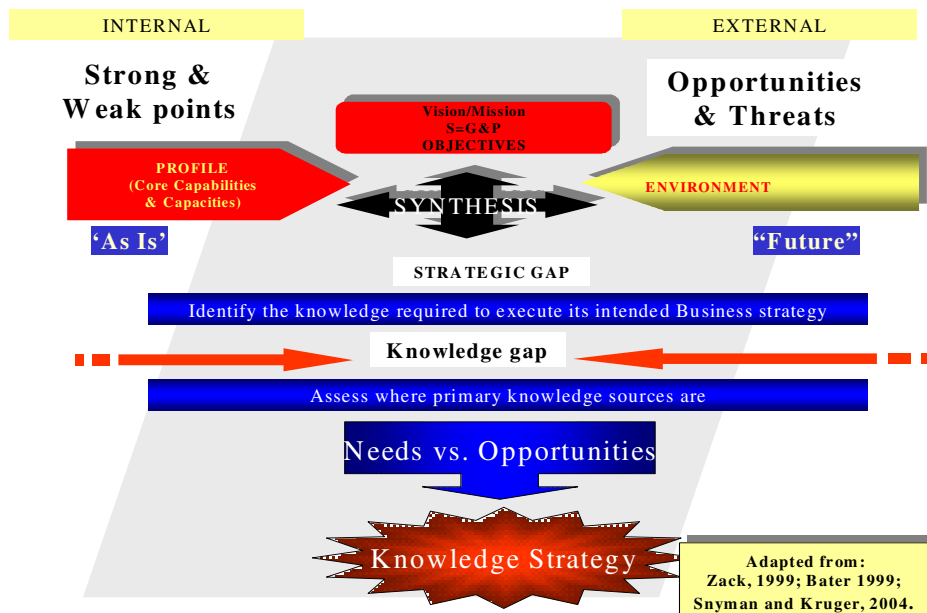 INTERNAL
EXTERNAL
Strong &
Weak points
Opportunities
& Threats
Vision/Mission
S=G&P
OBJECTIVES
PROFILE
(Core Capabilities
& Capacities)
SYNTHESIS
ENVIRONMENT
‘As Is’
“Future”
STRATEGIC GAP
Identify the knowledge required to execute its intended Business strategy
Knowledge gap
Assess where primary knowledge sources are
Needs vs. Opportunities
Knowledge Strategy
Adapted from:
Zack, 1999; Bater 1999;
Snyman and Kruger, 2004.